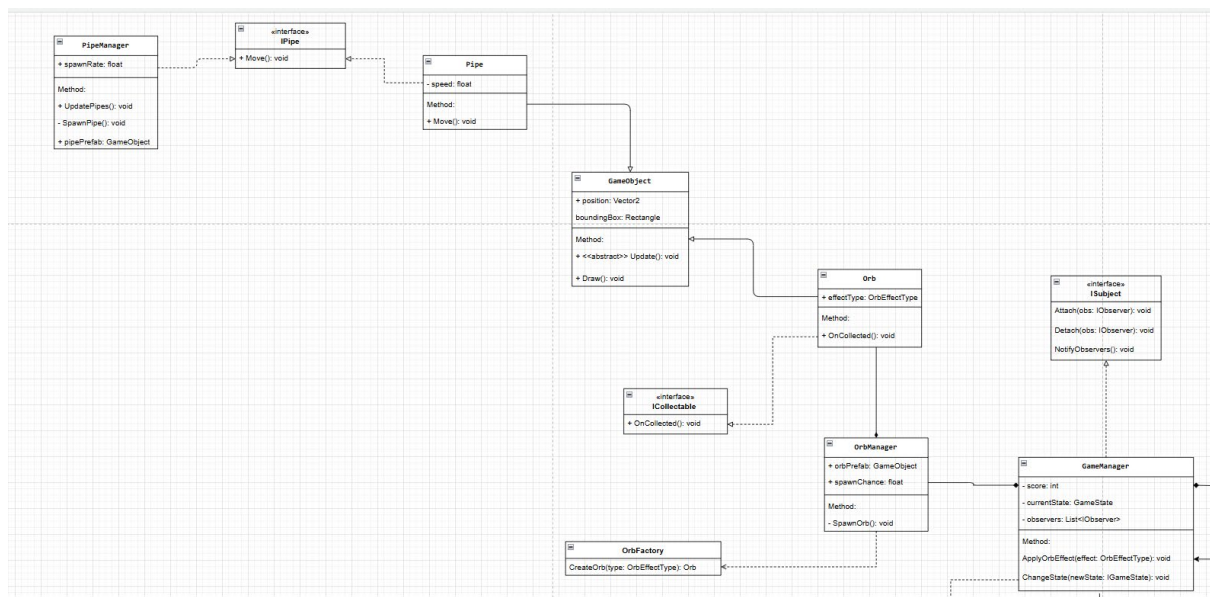 PipeManager
+ spawnRate: float
Method:
+ UpdatePipes(): void
- SpawnPipe(): void
+ pipePrefab: GameObject
«interface»
IPipe
+ Move(): void
Pipe
- speed: float
Method:
+ Move(): void
GameObject
+ position: Vector2
boundingBox: Rectangle
Method:
+ <<abstract>> Update(): void
+ Draw(): void
Orb
+ effectType: OrbEffectType
Method:
+ OnCollected(): void
«interface»
ISubject
Attach(obs: IObserver): void
Detach(obs: IObserver): void
NotifyObservers(): void
«interface»
ICollectable
+ OnCollected(): void
OrbManager
+ orbPrefab: GameObject
+ spawnChance: float
Method:
- SpawnOrb(): void
GameManager
- score: int
- currentState: GameState
- observers: List<IObserver>
Method:
ApplyOrbEffect(effect: OrbEffectType): void
ChangeState(newState: IGameState): void
OrbFactory
CreateOrb(type: OrbEffectType): Orb